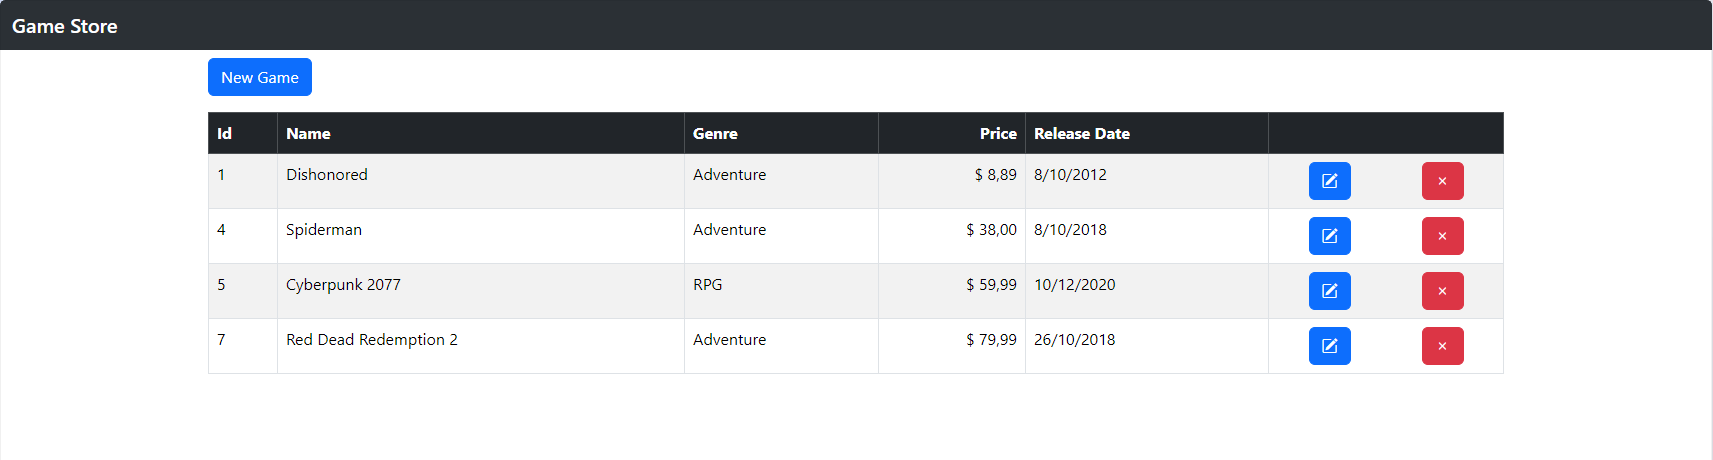 Game Store
New Game
Id Name Genre Price Release Date
1 Dishonored Adventure $ 8,89 8/10/2012
4 Spiderman Adventure $ 38,00 8/10/2018
5 Cyberpunk 2077 RPG $ 59,99 10/12/2020
7 Red Dead Redemption 2 Adventure $ 79,99 26/10/2018